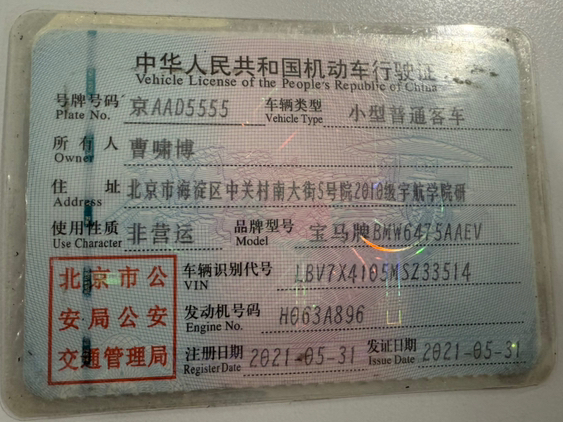 中华人民共和国机动车行驶证
Vehicle License of the People's Republic of China
号牌号码 京AAD5555 车辆类型 小型普通客车
Plate No. Vehicle Type
所有人 曹啸博
Owner
住址 北京市海淀区中关村南大街5号院2010级宇航学院研
Address
使用性质 非营运 品牌型号 宝马牌BMW6475AAEV
Use Character Model
北京市公安局公安交通管理局
车辆识别代号 LBV7X4105MSZ33514
VIN
发动机号码 H063A896
Engine No.
注册日期 2021-05-31 发证日期 2021-05-31
Register Date Issue Date